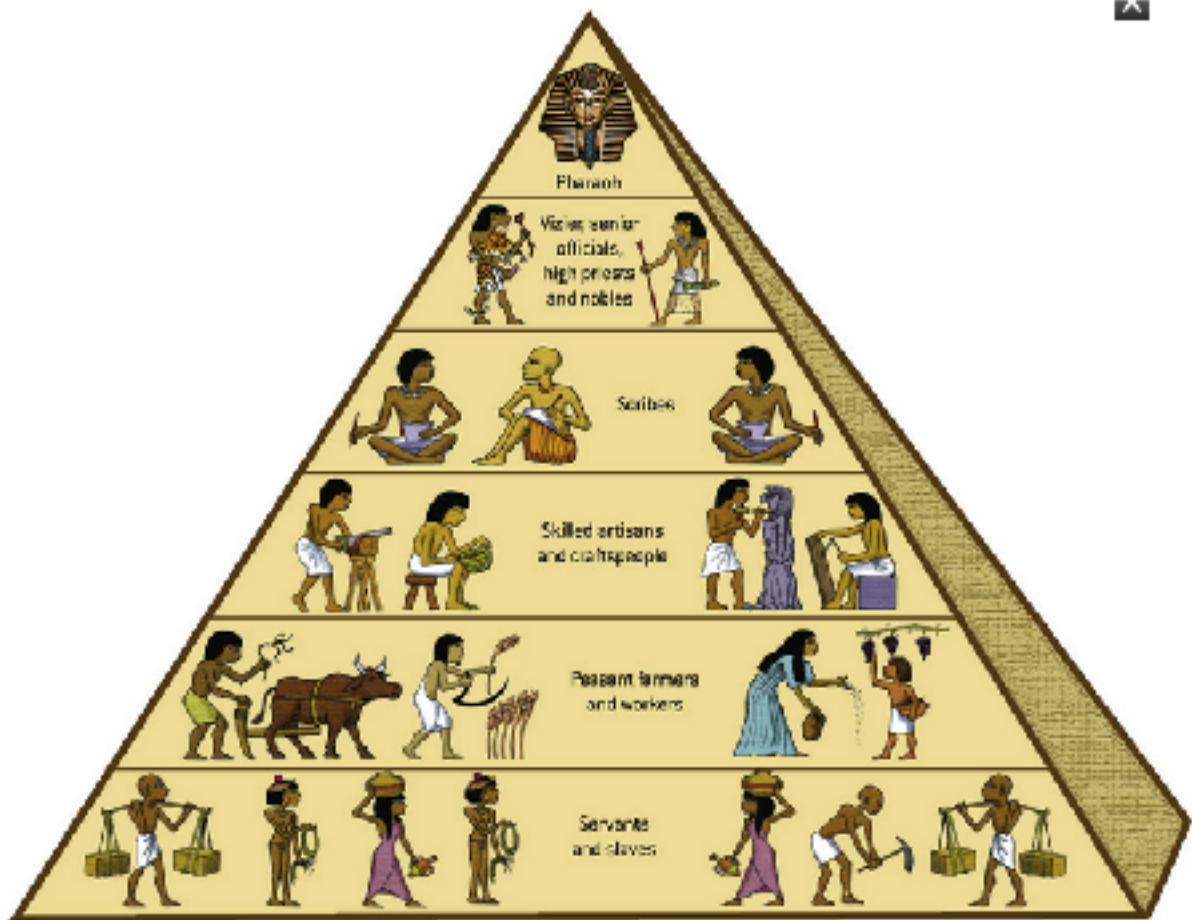 Pharaoh
Vizier, senior
officials,
high priests
and nobles
Scribes
Skilled artisans
and craftspeople
Peasant farmers
and workers
Servants
and slaves